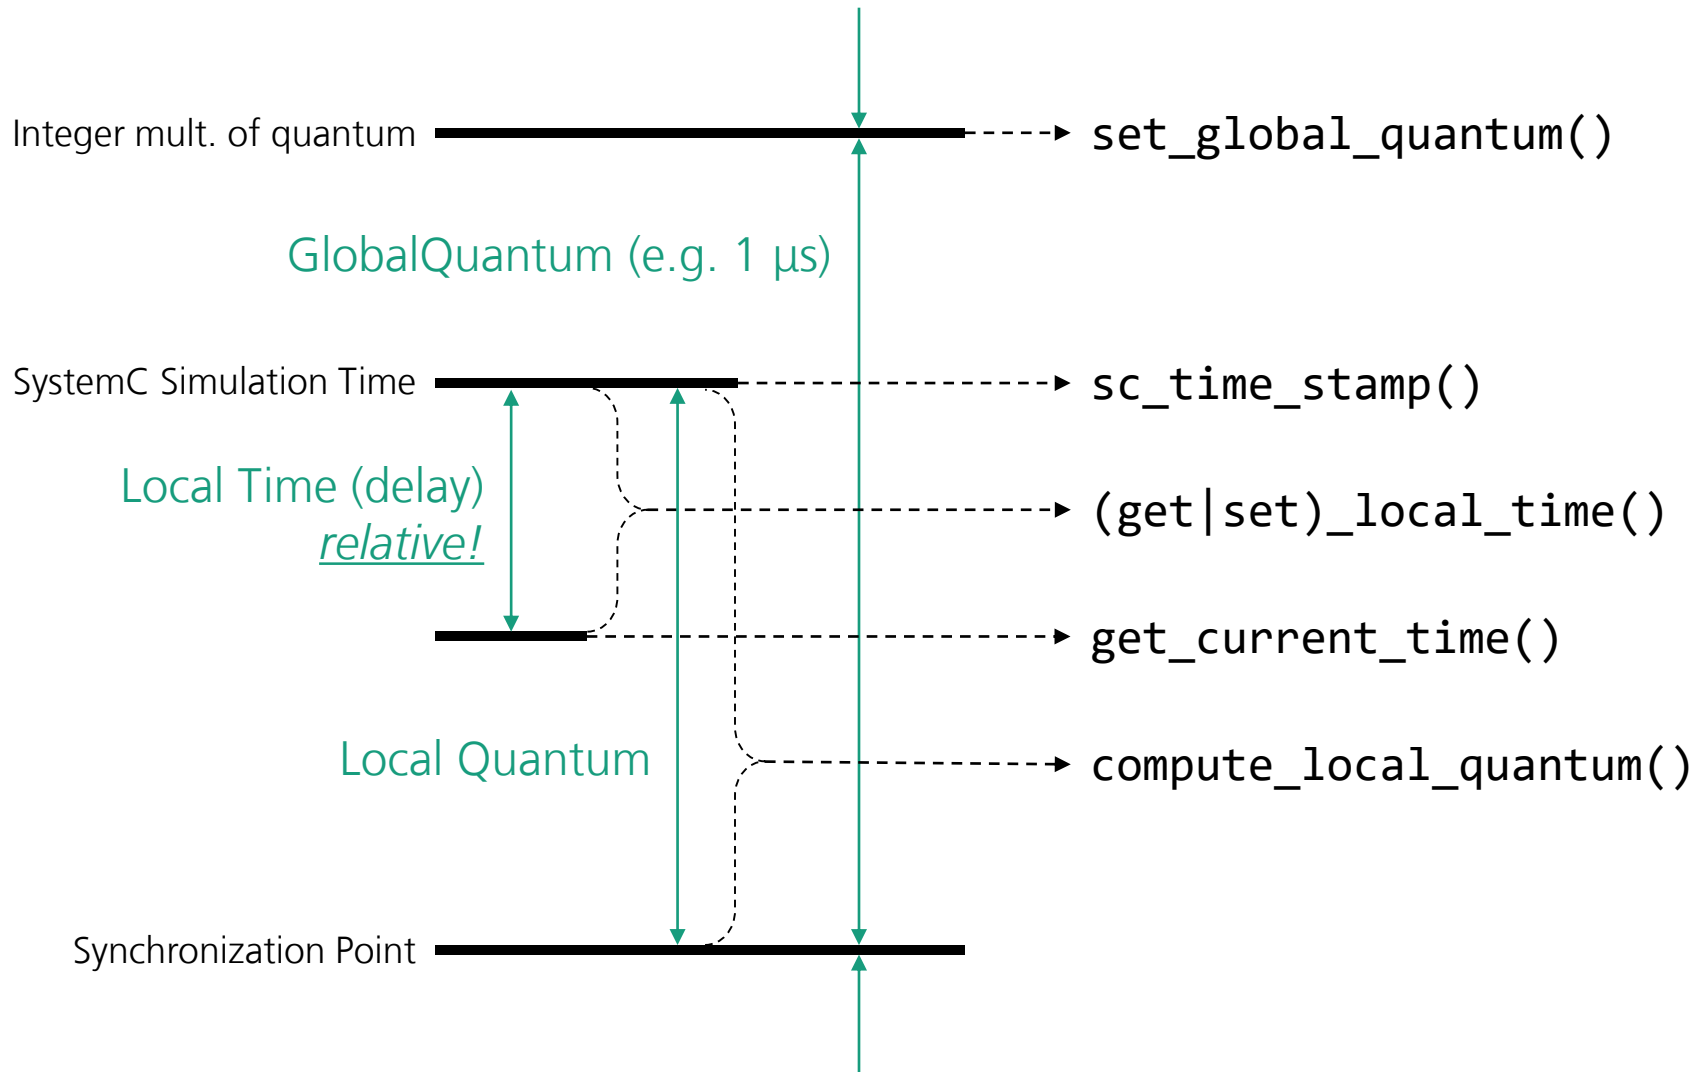 Integer mult. of quantum
set_global_quantum()
GlobalQuantum (e.g. 1 µs)
SystemC Simulation Time
sc_time_stamp()
Local Time (delay)
relative!
(get|set)_local_time()
get_current_time()
Local Quantum
compute_local_quantum()
Synchronization Point